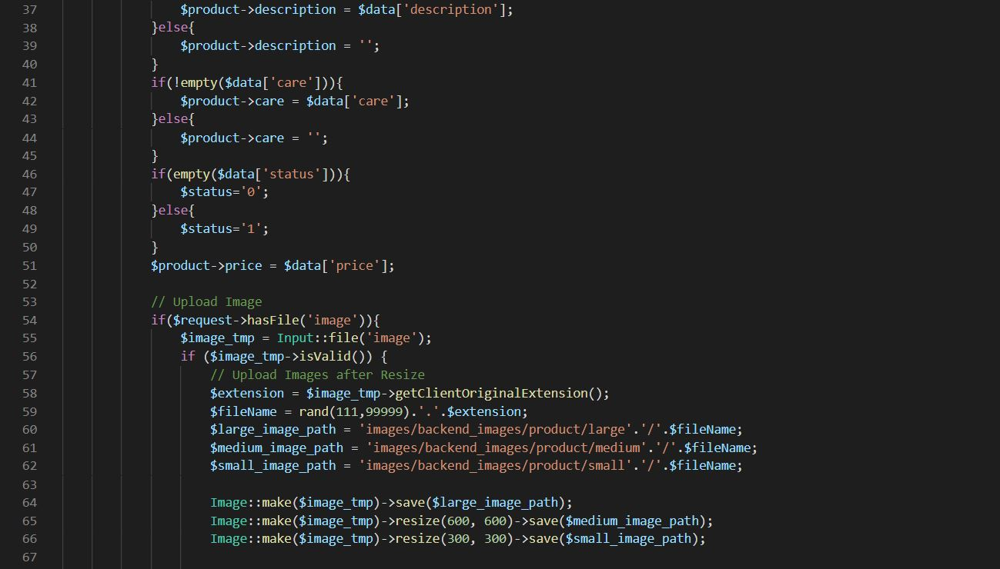 37 $product->description = $data['description'];
38 }else{
39 $product->description = '';
40 }
41 if(!empty($data['care'])){
42 $product->care = $data['care'];
43 }else{
44 $product->care = '';
45 }
46 if(empty($data['status'])){
47 $status='0';
48 }else{
49 $status='1';
50 }
51 $product->price = $data['price'];
52
53 // Upload Image
54 if($request->hasFile('image')){
55 $image_tmp = Input::file('image');
56 if ($image_tmp->isValid()) {
57 // Upload Images after Resize
58 $extension = $image_tmp->getClientOriginalExtension();
59 $fileName = rand(111,99999).'.'.$extension;
60 $large_image_path = 'images/backend_images/product/large'.'/'.$fileName;
61 $medium_image_path = 'images/backend_images/product/medium'.'/'.$fileName;
62 $small_image_path = 'images/backend_images/product/small'.'/'.$fileName;
63
64 Image::make($image_tmp)->save($large_image_path);
65 Image::make($image_tmp)->resize(600, 600)->save($medium_image_path);
66 Image::make($image_tmp)->resize(300, 300)->save($small_image_path);
67